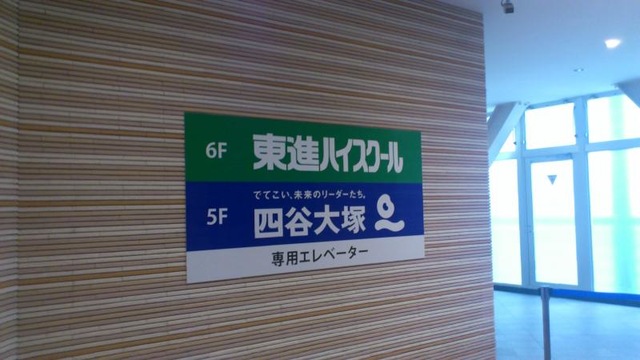 6F 東進ハイスクール
でてこい、未来のリーダーたち。
5F 四谷大塚
専用エレベーター